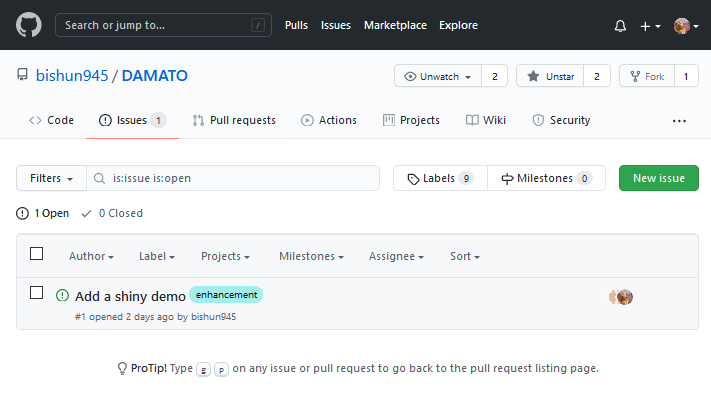 Search or jump to... / Pulls Issues Marketplace Explore
bishun945 / DAMATO Unwatch 2 Unstar 2 Fork 1
Code Issues 1 Pull requests Actions Projects Wiki Security ...
Filters is:issue is:open Labels 9 Milestones 0 New issue
1 Open 0 Closed
Author Label Projects Milestones Assignee Sort
Add a shiny demo enhancement
#1 opened 2 days ago by bishun945
ProTip! Type g p on any issue or pull request to go back to the pull request listing page.